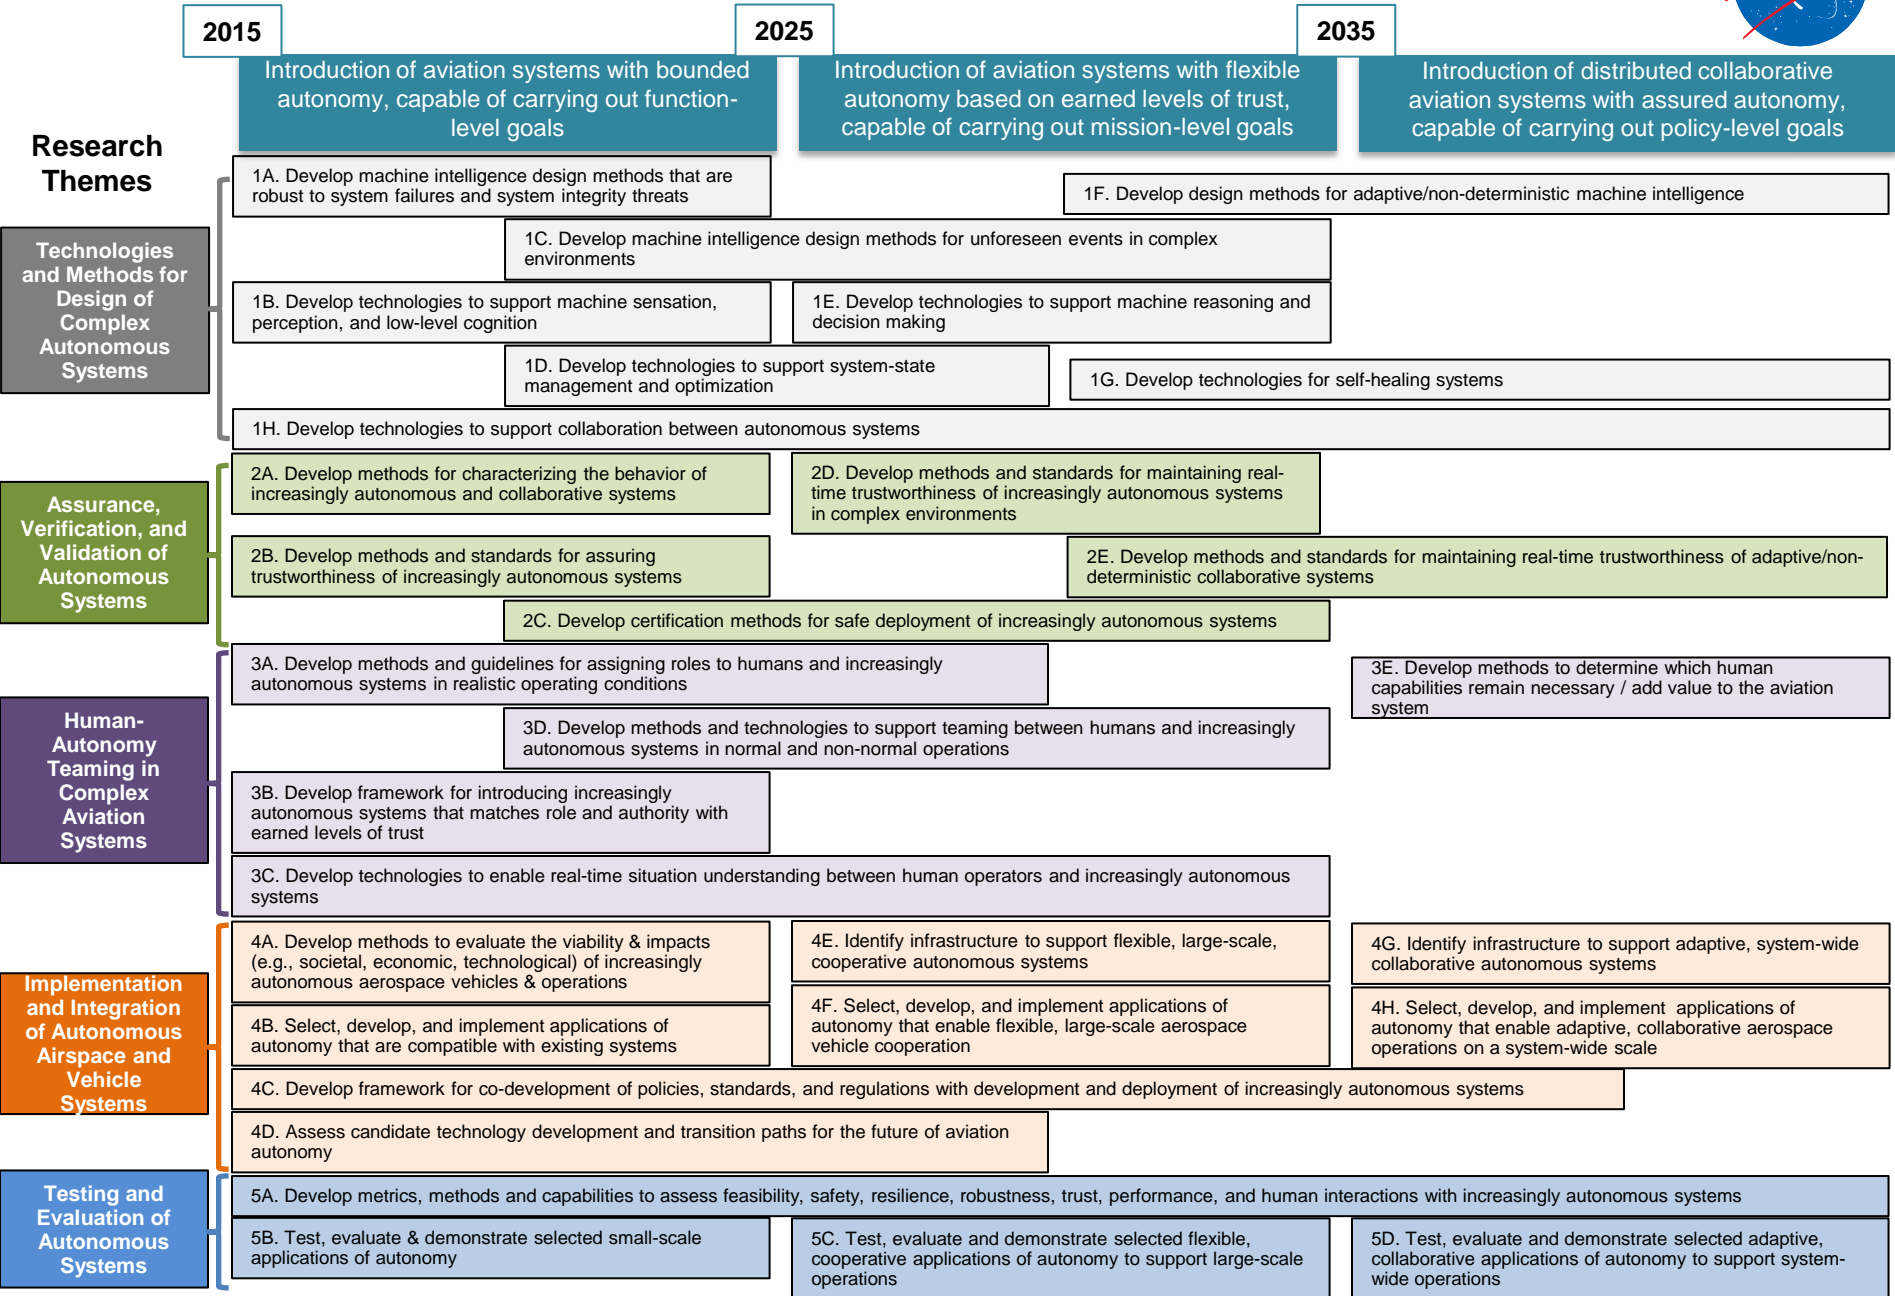 2015
2025
2035
Introduction of aviation systems with bounded
autonomy, capable of carrying out function-
level goals
Introduction of aviation systems with flexible
autonomy based on earned levels of trust,
capable of carrying out mission-level goals
Introduction of distributed collaborative
aviation systems with assured autonomy,
capable of carrying out policy-level goals
Research
Themes
Technologies
and Methods for
Design of
Complex
Autonomous
Systems
1A. Develop machine intelligence design methods that are
robust to system failures and system integrity threats
1F. Develop design methods for adaptive/non-deterministic machine intelligence
1C. Develop machine intelligence design methods for unforeseen events in complex
environments
1B. Develop technologies to support machine sensation,
perception, and low-level cognition
1E. Develop technologies to support machine reasoning and
decision making
1D. Develop technologies to support system-state
management and optimization
1G. Develop technologies for self-healing systems
1H. Develop technologies to support collaboration between autonomous systems
Assurance,
Verification, and
Validation of
Autonomous
Systems
2A. Develop methods for characterizing the behavior of
increasingly autonomous and collaborative systems
2D. Develop methods and standards for maintaining real-
time trustworthiness of increasingly autonomous systems
in complex environments
2B. Develop methods and standards for assuring
trustworthiness of increasingly autonomous systems
2E. Develop methods and standards for maintaining real-time trustworthiness of adaptive/non-
deterministic collaborative systems
2C. Develop certification methods for safe deployment of increasingly autonomous systems
Human-
Autonomy
Teaming in
Complex
Aviation
Systems
3A. Develop methods and guidelines for assigning roles to humans and increasingly
autonomous systems in realistic operating conditions
3E. Develop methods to determine which human
capabilities remain necessary / add value to the aviation
system
3D. Develop methods and technologies to support teaming between humans and increasingly
autonomous systems in normal and non-normal operations
3B. Develop framework for introducing increasingly
autonomous systems that matches role and authority with
earned levels of trust
3C. Develop technologies to enable real-time situation understanding between human operators and increasingly autonomous
systems
Implementation
and Integration
of Autonomous
Airspace and
Vehicle
Systems
4A. Develop methods to evaluate the viability & impacts
(e.g., societal, economic, technological) of increasingly
autonomous aerospace vehicles & operations
4E. Identify infrastructure to support flexible, large-scale,
cooperative autonomous systems
4G. Identify infrastructure to support adaptive, system-wide
collaborative autonomous systems
4B. Select, develop, and implement applications of
autonomy that are compatible with existing systems
4F. Select, develop, and implement applications of
autonomy that enable flexible, large-scale aerospace
vehicle cooperation
4H. Select, develop, and implement  applications of
autonomy that enable adaptive, collaborative aerospace
operations on a system-wide scale
4C. Develop framework for co-development of policies, standards, and regulations with development and deployment of increasingly autonomous systems
4D. Assess candidate technology development and transition paths for the future of aviation
autonomy
Testing and
Evaluation of
Autonomous
Systems
5A. Develop metrics, methods and capabilities to assess feasibility, safety, resilience, robustness, trust, performance, and human interactions with increasingly autonomous systems
5B. Test, evaluate & demonstrate selected small-scale
applications of autonomy
5C. Test, evaluate and demonstrate selected flexible,
cooperative applications of autonomy to support large-scale
operations
5D. Test, evaluate and demonstrate selected adaptive,
collaborative applications of autonomy to support system-
wide operations